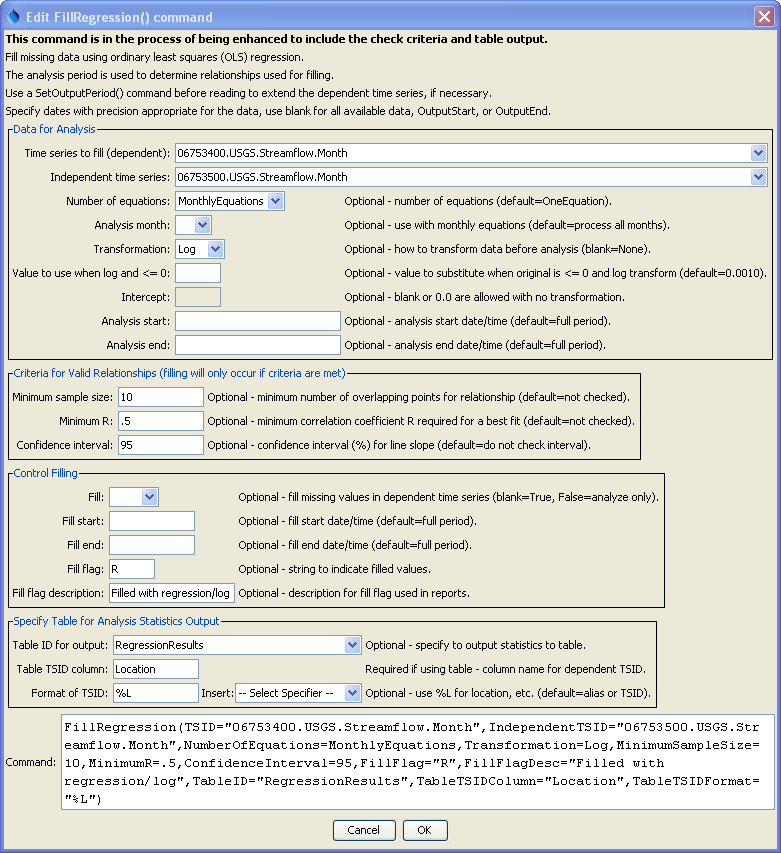 Edit FillRegression() command
This command is in the process of being enhanced to include the check criteria and table output.
Fill missing data using ordinary least squares (OLS) regression.
The analysis period is used to determine relationships used for filling.
Use a SetOutputPeriod() command before reading to extend the dependent time series, if necessary.
Specify dates with precision appropriate for the data, use blank for all available data, OutputStart, or OutputEnd.
Data for Analysis
Time series to fill (dependent): 06753400.USGS.Streamflow.Month
Independent time series: 06753500.USGS.Streamflow.Month
Number of equations: MonthlyEquations Optional - number of equations (default=OneEquation).
Analysis month: Optional - use with monthly equations (default=process all months).
Transformation: Log Optional - how to transform data before analysis (blank=None).
Value to use when log and <= 0: Optional - value to substitute when original is <= 0 and log transform (default=0.0010).
Intercept: Optional - blank or 0.0 are allowed with no transformation.
Analysis start: Optional - analysis start date/time (default=full period).
Analysis end: Optional - analysis end date/time (default=full period).
Criteria for Valid Relationships (filling will only occur if criteria are met)
Minimum sample size: 10 Optional - minimum number of overlapping points for relationship (default=not checked).
Minimum R: .5 Optional - minimum correlation coefficient R required for a best fit (default=not checked).
Confidence interval: 95 Optional - confidence interval (%) for line slope (default=do not check interval).
Control Filling
Fill: Optional - fill missing values in dependent time series (blank=True, False=analyze only).
Fill start: Optional - fill start date/time (default=full period).
Fill end: Optional - fill end date/time (default=full period).
Fill flag: R Optional - string to indicate filled values.
Fill flag description: Filled with regression/log Optional - description for fill flag used in reports.
Specify Table for Analysis Statistics Output
Table ID for output: RegressionResults Optional - specify to output statistics to table.
Table TSID column: Location Required if using table - column name for dependent TSID.
Format of TSID: %L Insert: -- Select Specifier -- Optional - use %L for location, etc. (default=alias or TSID).
Command: FillRegression(TSID="06753400.USGS.Streamflow.Month",IndependentTSID="06753500.USGS.Str
eamflow.Month",NumberOfEquations=MonthlyEquations,Transformation=Log,MinimumSampleSize=
10,MinimumR=.5,ConfidenceInterval=95,FillFlag="R",FillFlagDesc="Filled with
regression/log",TableID="RegressionResults",TableTSIDColumn="Location",TableTSIDFormat=
"%L")
Cancel OK